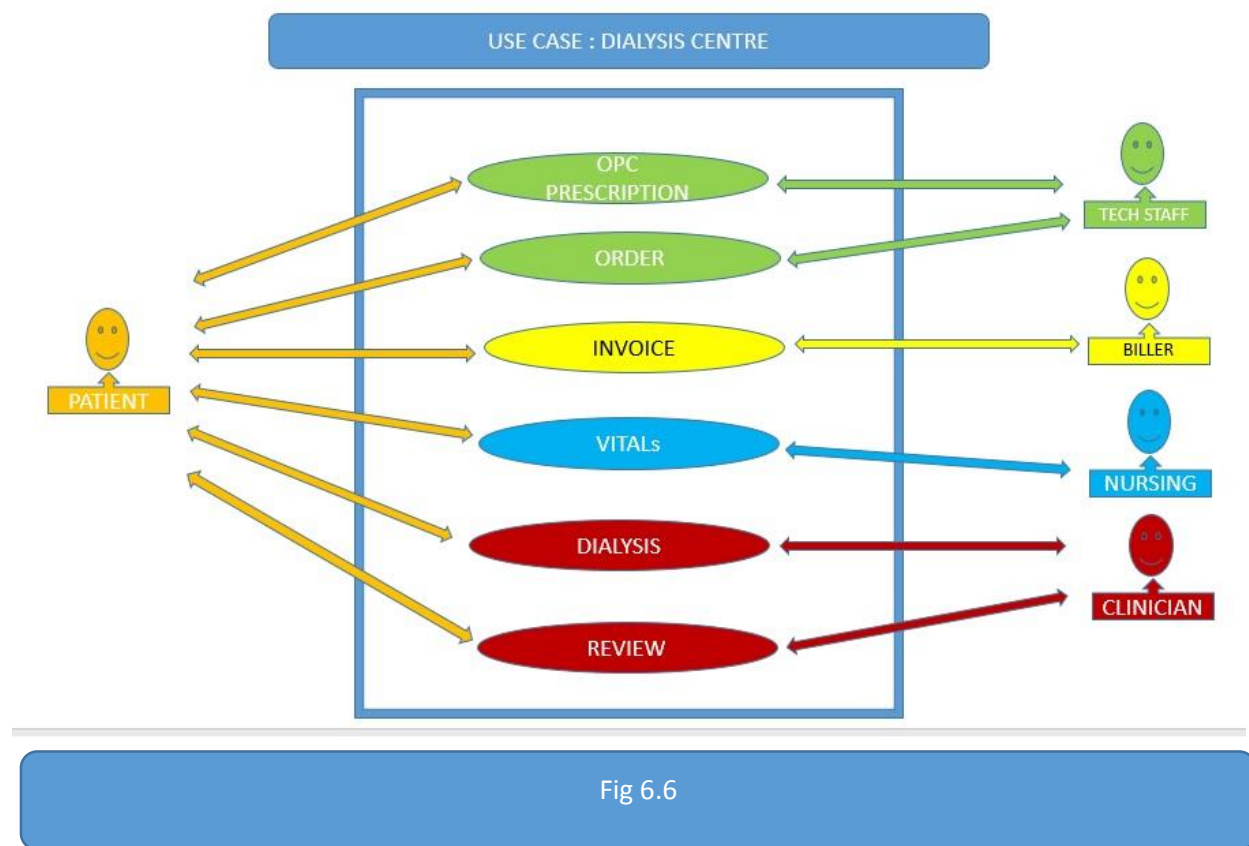 USE CASE : DIALYSIS CENTRE
OPC
PRESCRIPTION
TECH STAFF
ORDER
INVOICE
BILLER
PATIENT
VITALs
NURSING
DIALYSIS
CLINICIAN
REVIEW
Fig 6.6